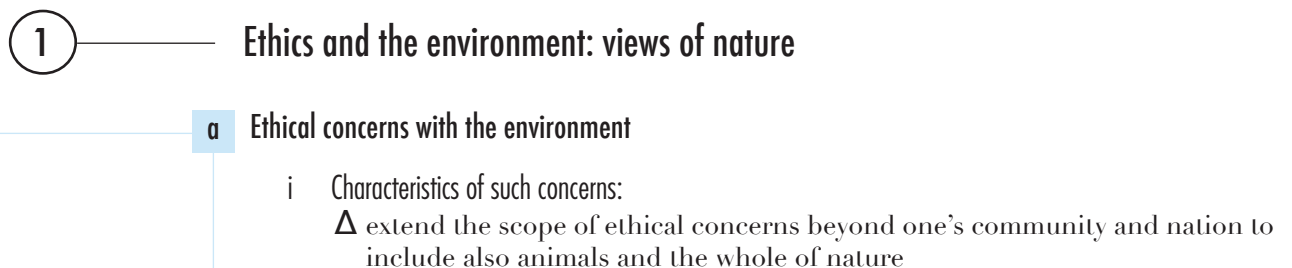 1 Ethics and the environment: views of nature
a Ethical concerns with the environment
i Characteristics of such concerns:
Δ extend the scope of ethical concerns beyond one's community and nation to
include also animals and the whole of nature